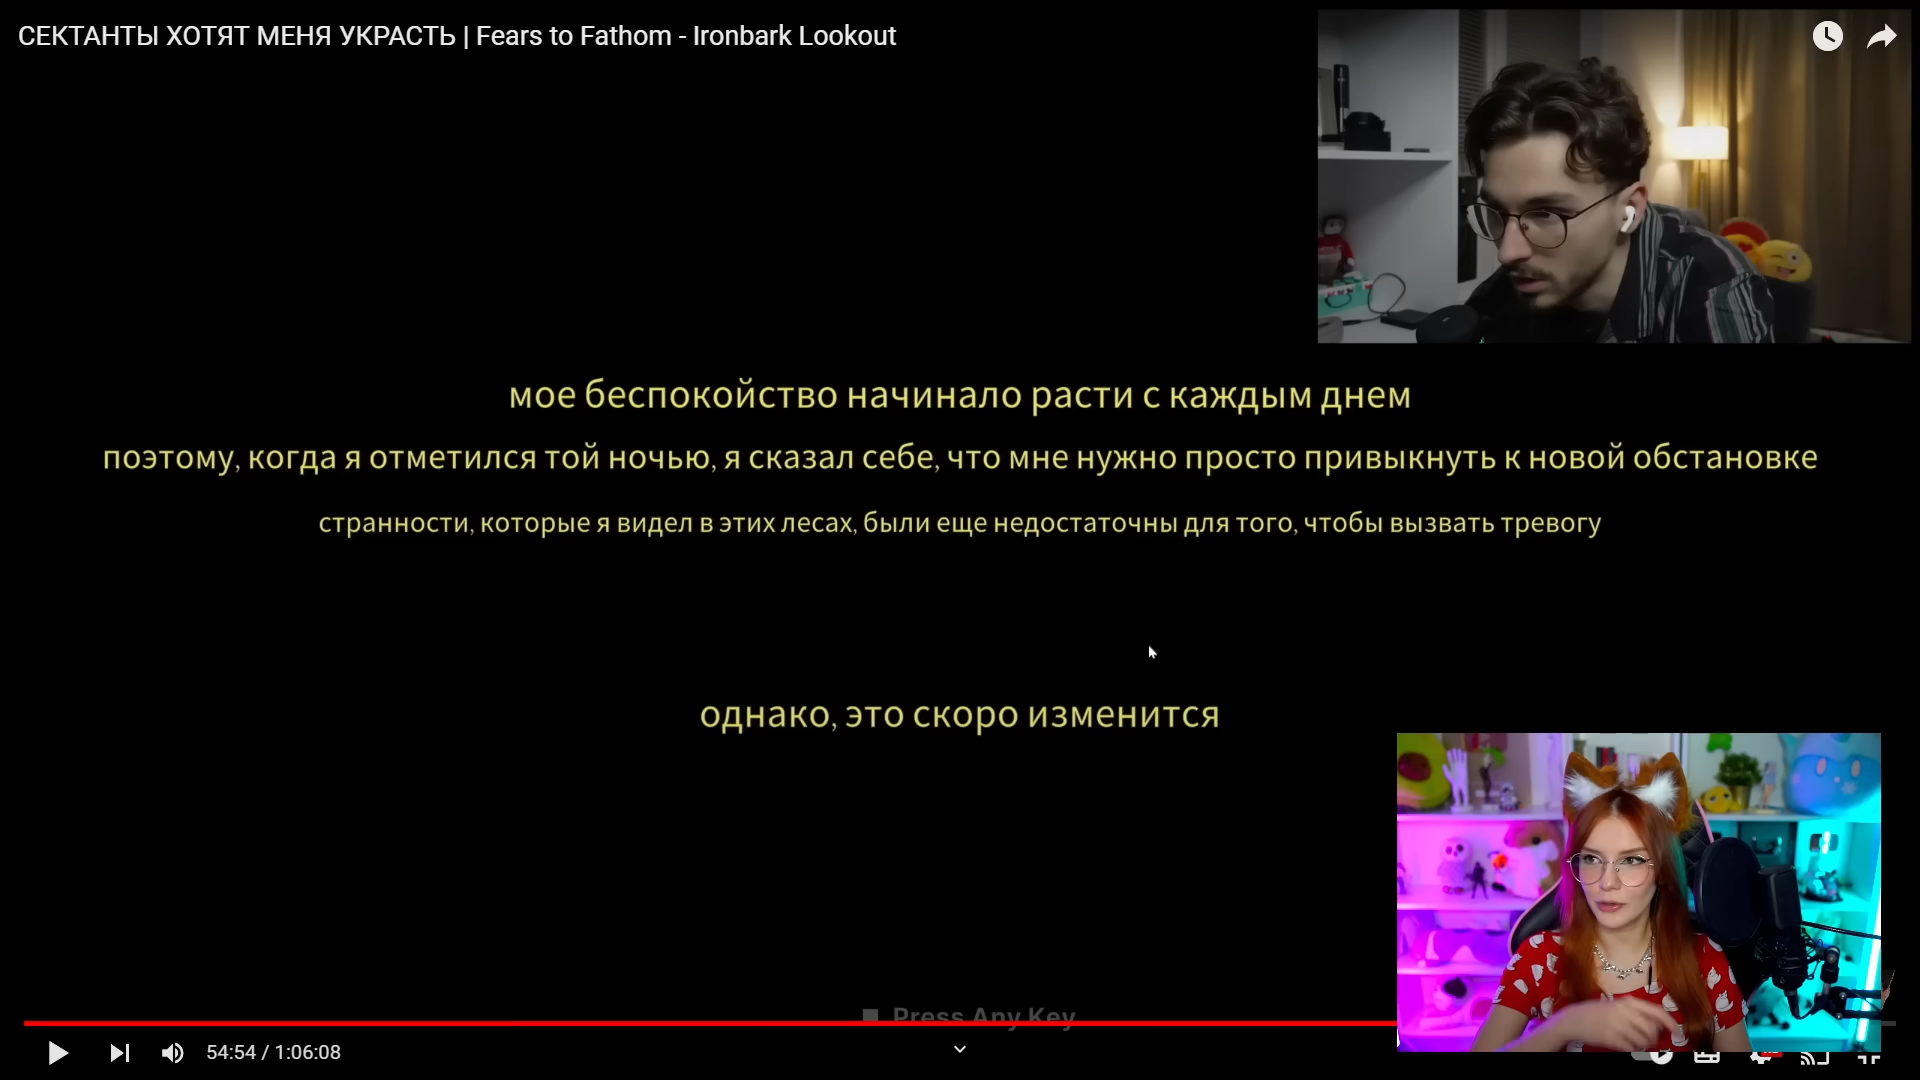 СЕКТАНТЫ ХОТЯТ МЕНЯ УКРАСТЬ | Fears to Fathom - Ironbark Lookout
мое беспокойство начинало расти с каждым днем
поэтому, когда я отметился той ночью, я сказал себе, что мне нужно просто привыкнуть к новой обстановке
странности, которые я видел в этих лесах, были еще недостаточны для того, чтобы вызвать тревогу
однако, это скоро изменится
Press Any Key
54:54 / 1:06:08